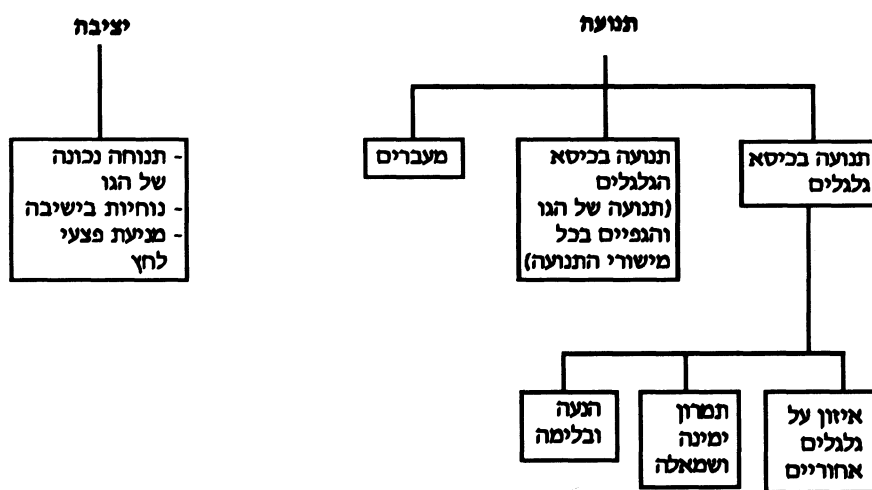 תנועה
יציבה
תנועה בכיסא
גלגלים
תנועה בכיסא
הגלגלים
(תנועה של הגו
והגפיים בכל
מישורי התנועה)
מעברים
- תנוחה נכונה
של הגו
- נוחיות בישיבה
- מניעת פצעי
לחץ
איזון על
גלגלים
אחוריים
תמרון
ימינה
ושמאלה
הנעה
ובלימה